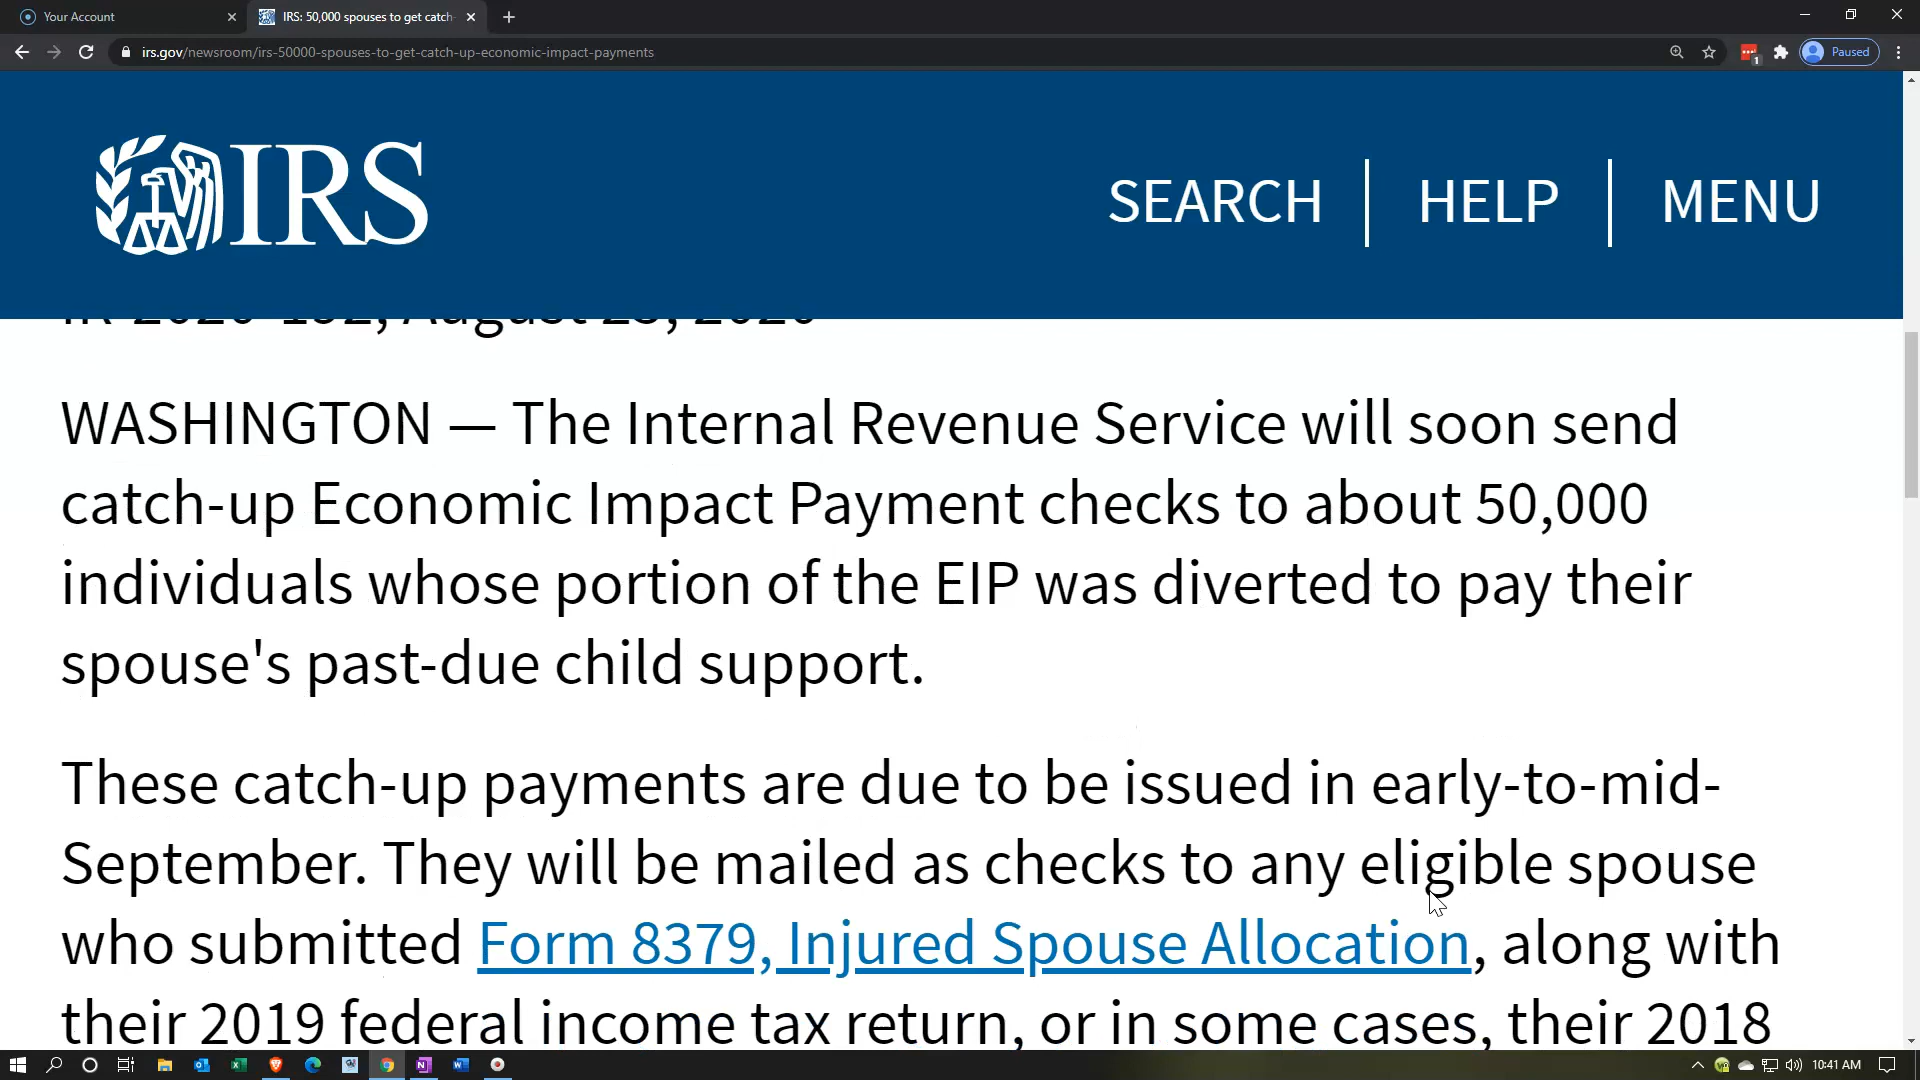 Your Account
IRS: 50,000 spouses to get catch-
irs.gov/newsroom/irs-50000-spouses-to-get-catch-up-economic-impact-payments
1
Paused
IRS
SEARCH
HELP
MENU
August
2020
WASHINGTON — The Internal Revenue Service will soon send
catch-up Economic Impact Payment checks to about 50,000
individuals whose portion of the EIP was diverted to pay their
spouse's past-due child support.
These catch-up payments are due to be issued in early-to-mid-
September. They will be mailed as checks to any eligible spouse
who submitted Form 8379, Injured Spouse Allocation, along with
their 2019 federal income tax return, or in some cases, their 2018
10:41 AM